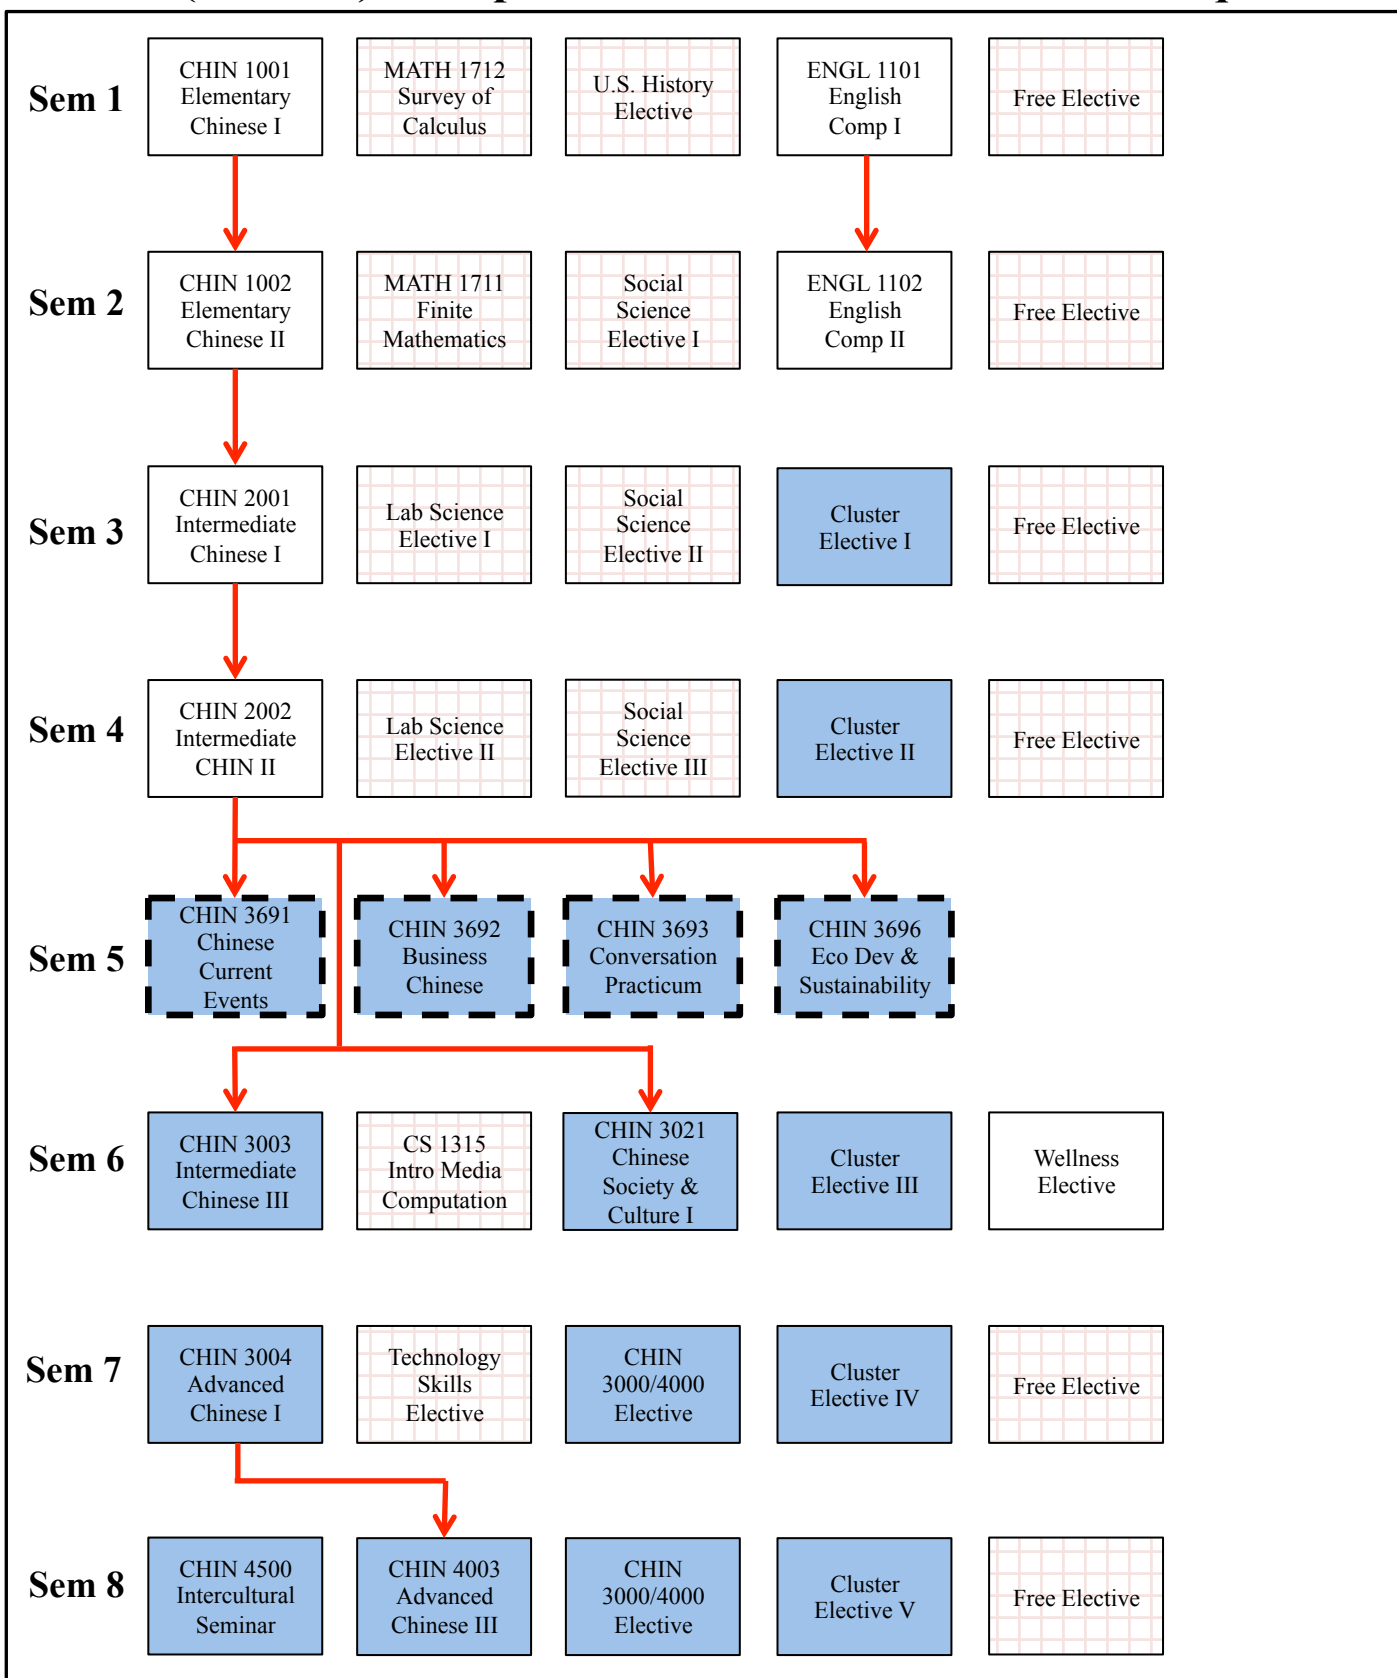 Sem 1
CHIN 1001
Elementary
Chinese I
MATH 1712
Survey of
Calculus
U.S. History
Elective
ENGL 1101
English
Comp I
Free Elective
Sem 2
CHIN 1002
Elementary
Chinese II
MATH 1711
Finite
Mathematics
Social
Science
Elective I
ENGL 1102
English
Comp II
Free Elective
Sem 3
CHIN 2001
Intermediate
Chinese I
Lab Science
Elective I
Social
Science
Elective II
Cluster
Elective I
Free Elective
Sem 4
CHIN 2002
Intermediate
CHIN II
Lab Science
Elective II
Social
Science
Elective III
Cluster
Elective II
Free Elective
Sem 5
CHIN 3691
Chinese
Current
Events
CHIN 3692
Business
Chinese
CHIN 3693
Conversation
Practicum
CHIN 3696
Eco Dev &
Sustainability
Sem 6
CHIN 3003
Intermediate
Chinese III
CS 1315
Intro Media
Computation
CHIN 3021
Chinese
Society &
Culture I
Cluster
Elective III
Wellness
Elective
Sem 7
CHIN 3004
Advanced
Chinese I
Technology
Skills
Elective
CHIN
3000/4000
Elective
Cluster
Elective IV
Free Elective
Sem 8
CHIN 4500
Intercultural
Seminar
CHIN 4003
Advanced
Chinese III
CHIN
3000/4000
Elective
Cluster
Elective V
Free Elective